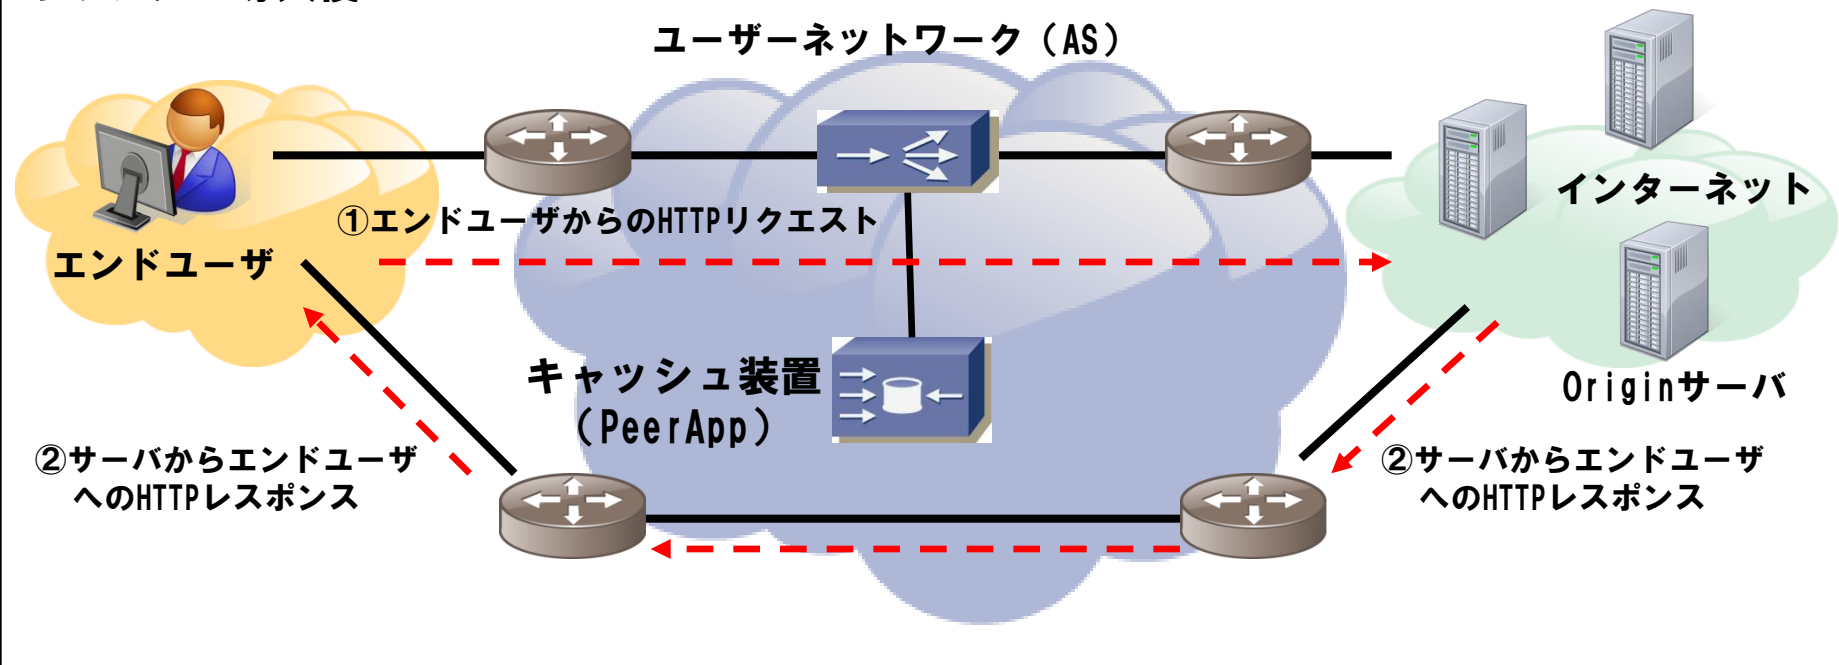 ユーザーネットワーク（AS）
①エンドユーザからのHTTPリクエスト
エンドユーザ
インターネット
キャッシュ装置
（PeerApp）
Originサーバ
②サーバからエンドユーザ
へのHTTPレスポンス
②サーバからエンドユーザ
へのHTTPレスポンス